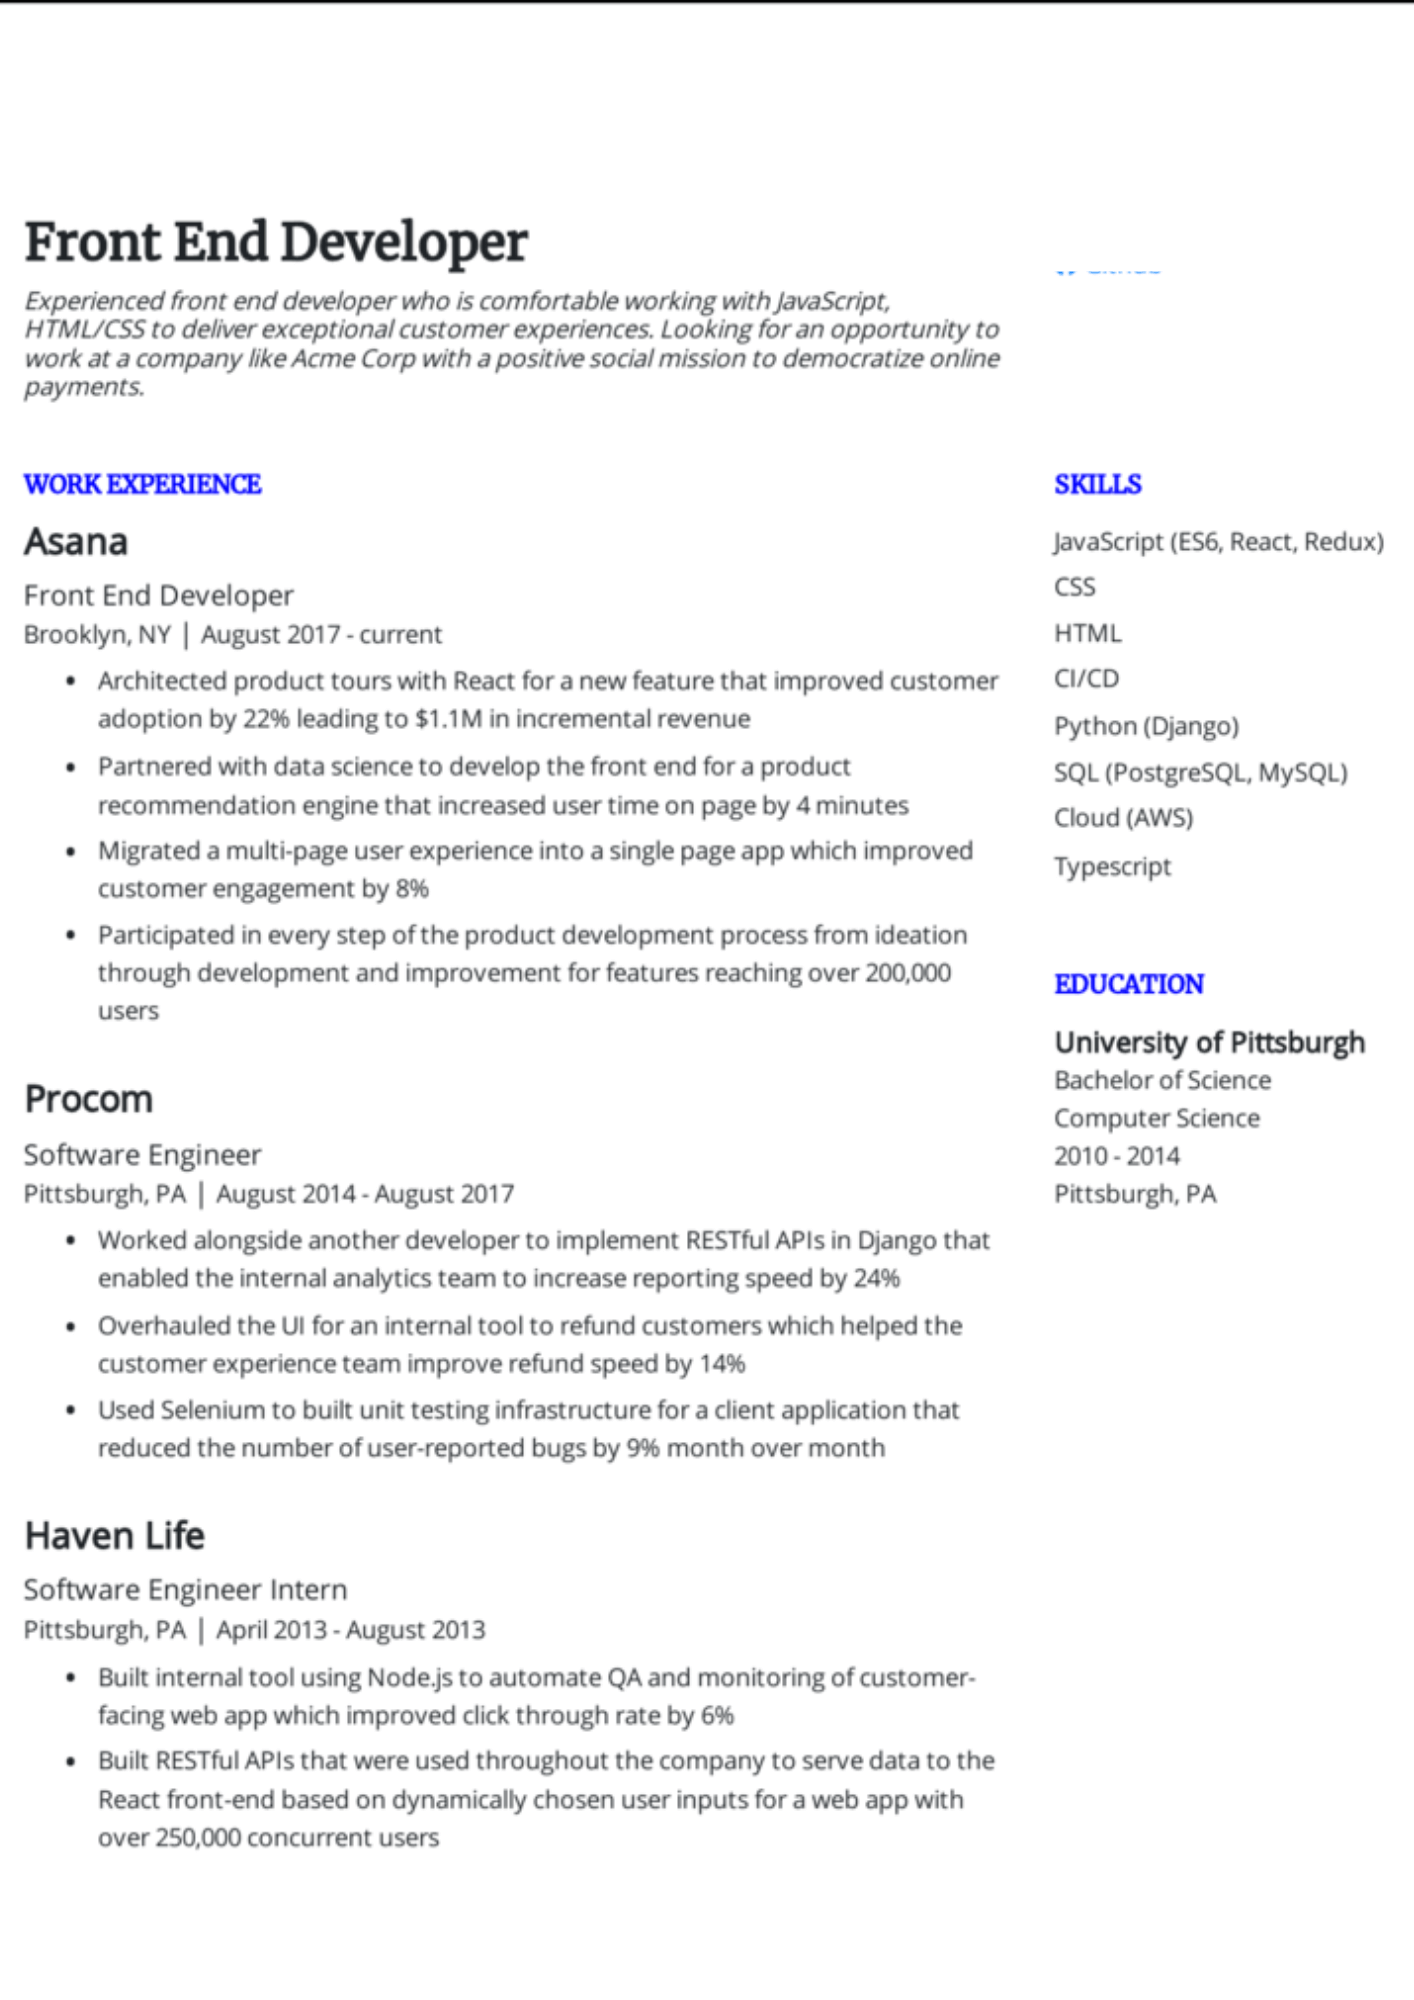 Front End Developer
Experienced front end developer who is comfortable working with JavaScript,
HTML/CSS to deliver exceptional customer experiences. Looking for an opportunity to
work at a company like Acme Corp with a positive social mission to democratize online
payments.
WORK EXPERIENCE
Asana
Front End Developer
Brooklyn, NY | August 2017 - current
• Architected product tours with React for a new feature that improved customer
adoption by 22% leading to $1.1M in incremental revenue
• Partnered with data science to develop the front end for a product
recommendation engine that increased user time on page by 4 minutes
• Migrated a multi-page user experience into a single page app which improved
customer engagement by 8%
• Participated in every step of the product development process from ideation
through development and improvement for features reaching over 200,000
users
Procom
Software Engineer
Pittsburgh, PA | August 2014 - August 2017
• Worked alongside another developer to implement RESTful APIs in Django that
enabled the internal analytics team to increase reporting speed by 24%
• Overhauled the UI for an internal tool to refund customers which helped the
customer experience team improve refund speed by 14%
• Used Selenium to built unit testing infrastructure for a client application that
reduced the number of user-reported bugs by 9% month over month
Haven Life
Software Engineer Intern
Pittsburgh, PA | April 2013 - August 2013
• Built internal tool using Node.js to automate QA and monitoring of customer-
facing web app which improved click through rate by 6%
• Built RESTful APIs that were used throughout the company to serve data to the
React front-end based on dynamically chosen user inputs for a web app with
over 250,000 concurrent users
SKILLS
JavaScript (ES6, React, Redux)
CSS
HTML
CI/CD
Python (Django)
SQL (PostgreSQL, MySQL)
Cloud (AWS)
Typescript
EDUCATION
University of Pittsburgh
Bachelor of Science
Computer Science
2010 - 2014
Pittsburgh, PA